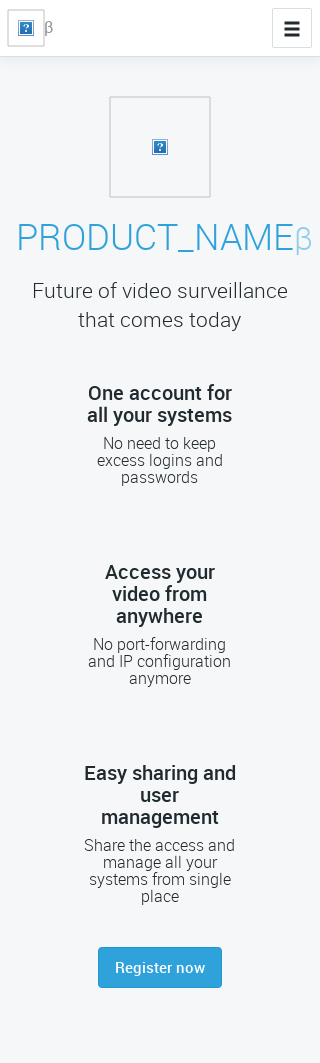 β
PRODUCT_NAMEβ
Future of video surveillance
that comes today
One account for
all your systems
No need to keep
excess logins and
passwords
Access your
video from
anywhere
No port-forwarding
and IP configuration
anymore
Easy sharing and
user
management
Share the access and
manage all your
systems from single
place
Register now